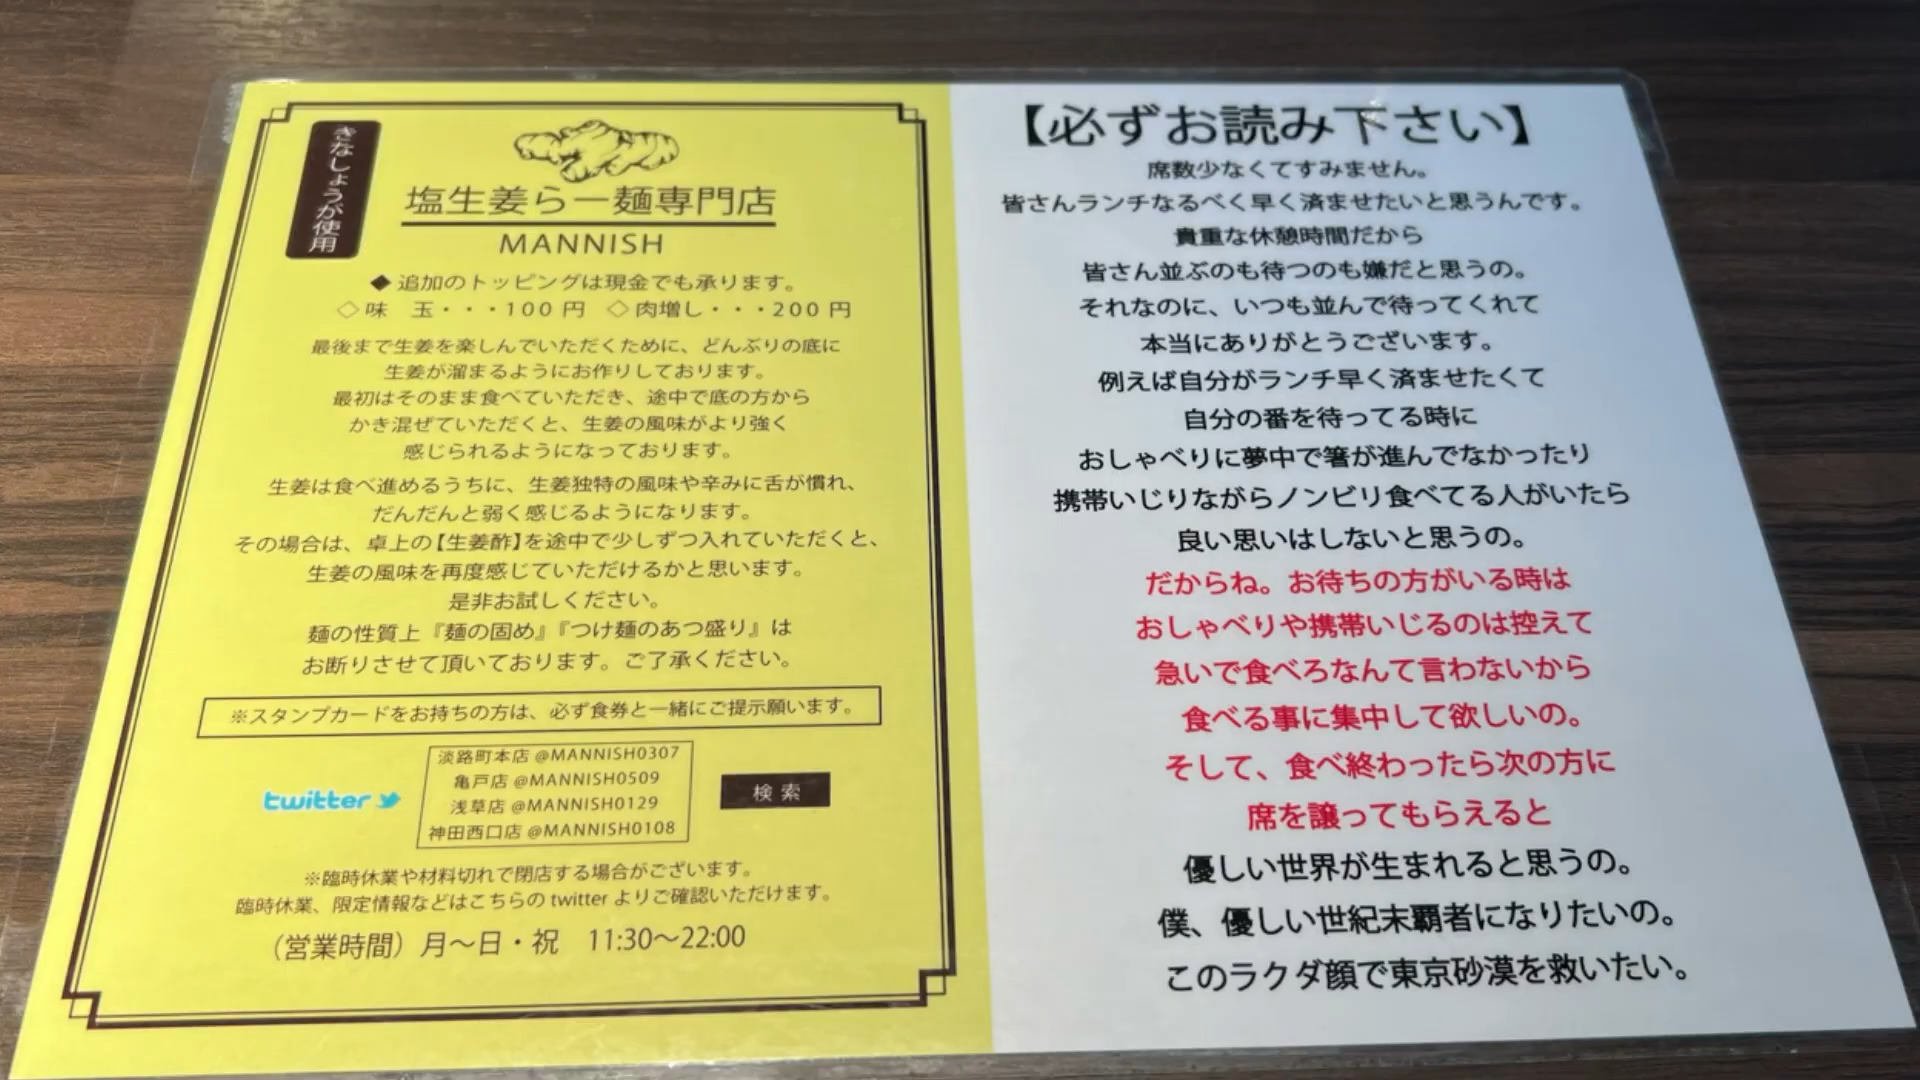 きなしょうが使用
塩生姜らー麺専門店
MANNISH
◆ 追加のトッピングは現金でも承ります。
◇ 味　玉・・・100 円　◇ 肉増し・・・200 円
最後まで生姜を楽しんでいただくために、どんぶりの底に
生姜が溜まるようにお作りしております。
最初はそのまま食べていただき、途中で底の方から
かき混ぜていただくと、生姜の風味がより強く
感じられるようになっております。
生姜は食べ進めるうちに、生姜独特の風味や辛みに舌が慣れ、
だんだんと弱く感じるようになります。
その場合は、卓上の【生姜酢】を途中で少しずつ入れていただくと、
生姜の風味を再度感じていただけるかと思います。
是非お試しください。
麺の性質上『麺の固め』『つけ麺のあつ盛り』は
お断りさせて頂いております。ご了承ください。
※スタンプカードをお持ちの方は、必ず食券と一緒にご提示願います。
twitter
淡路町本店 @MANNISH0307
亀戸店 @MANNISH0509
浅草店 @MANNISH0129
神田西口店 @MANNISH0108
検 索
※臨時休業や材料切れで閉店する場合がございます。
臨時休業、限定情報などはこちらの twitter よりご確認いただけます。
（営業時間）月～日・祝　11:30～22:00
【必ずお読み下さい】
席数少なくてすみません。
皆さんランチなるべく早く済ませたいと思うんです。
貴重な休憩時間だから
皆さん並ぶのも待つのも嫌だと思うの。
それなのに、いつも並んで待ってくれて
本当にありがとうございます。
例えば自分がランチ早く済ませたくて
自分の番を待ってる時に
おしゃべりに夢中で箸が進んでなかったり
携帯いじりながらノンビリ食べてる人がいたら
良い思いはしないと思うの。
だからね。お待ちの方がいる時は
おしゃべりや携帯いじるのは控えて
急いで食べろなんて言わないから
食べる事に集中して欲しいの。
そして、食べ終わったら次の方に
席を譲ってもらえると
優しい世界が生まれると思うの。
僕、優しい世紀末覇者になりたいの。
このラクダ顔で東京砂漠を救いたい。